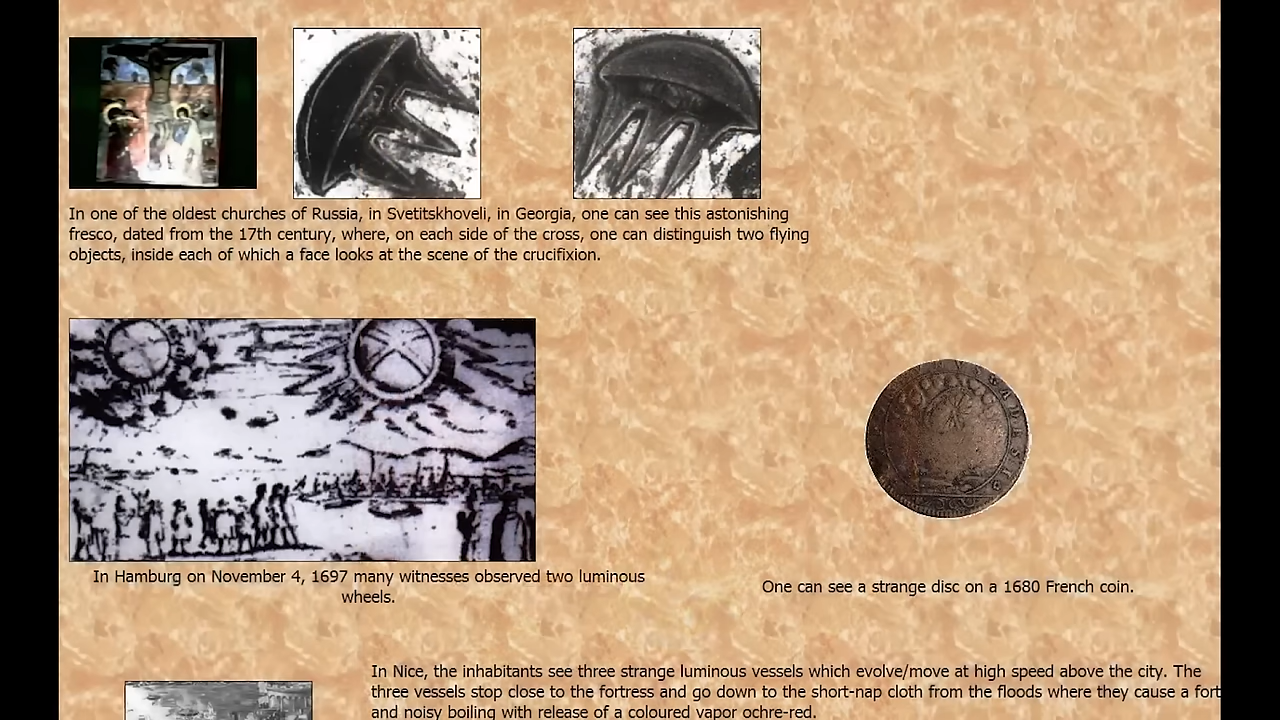 In one of the oldest churches of Russia, in Svetitskhoveli, in Georgia, one can see this astonishing
fresco, dated from the 17th century, where, on each side of the cross, one can distinguish two flying
objects, inside each of which a face looks at the scene of the crucifixion.
In Hamburg on November 4, 1697 many witnesses observed two luminous
wheels.
One can see a strange disc on a 1680 French coin.
In Nice, the inhabitants see three strange luminous vessels which evolve/move at high speed above the city. The
three vessels stop close to the fortress and go down to the short-nap cloth from the floods where they cause a fort
and noisy boiling with release of a coloured vapor ochre-red.